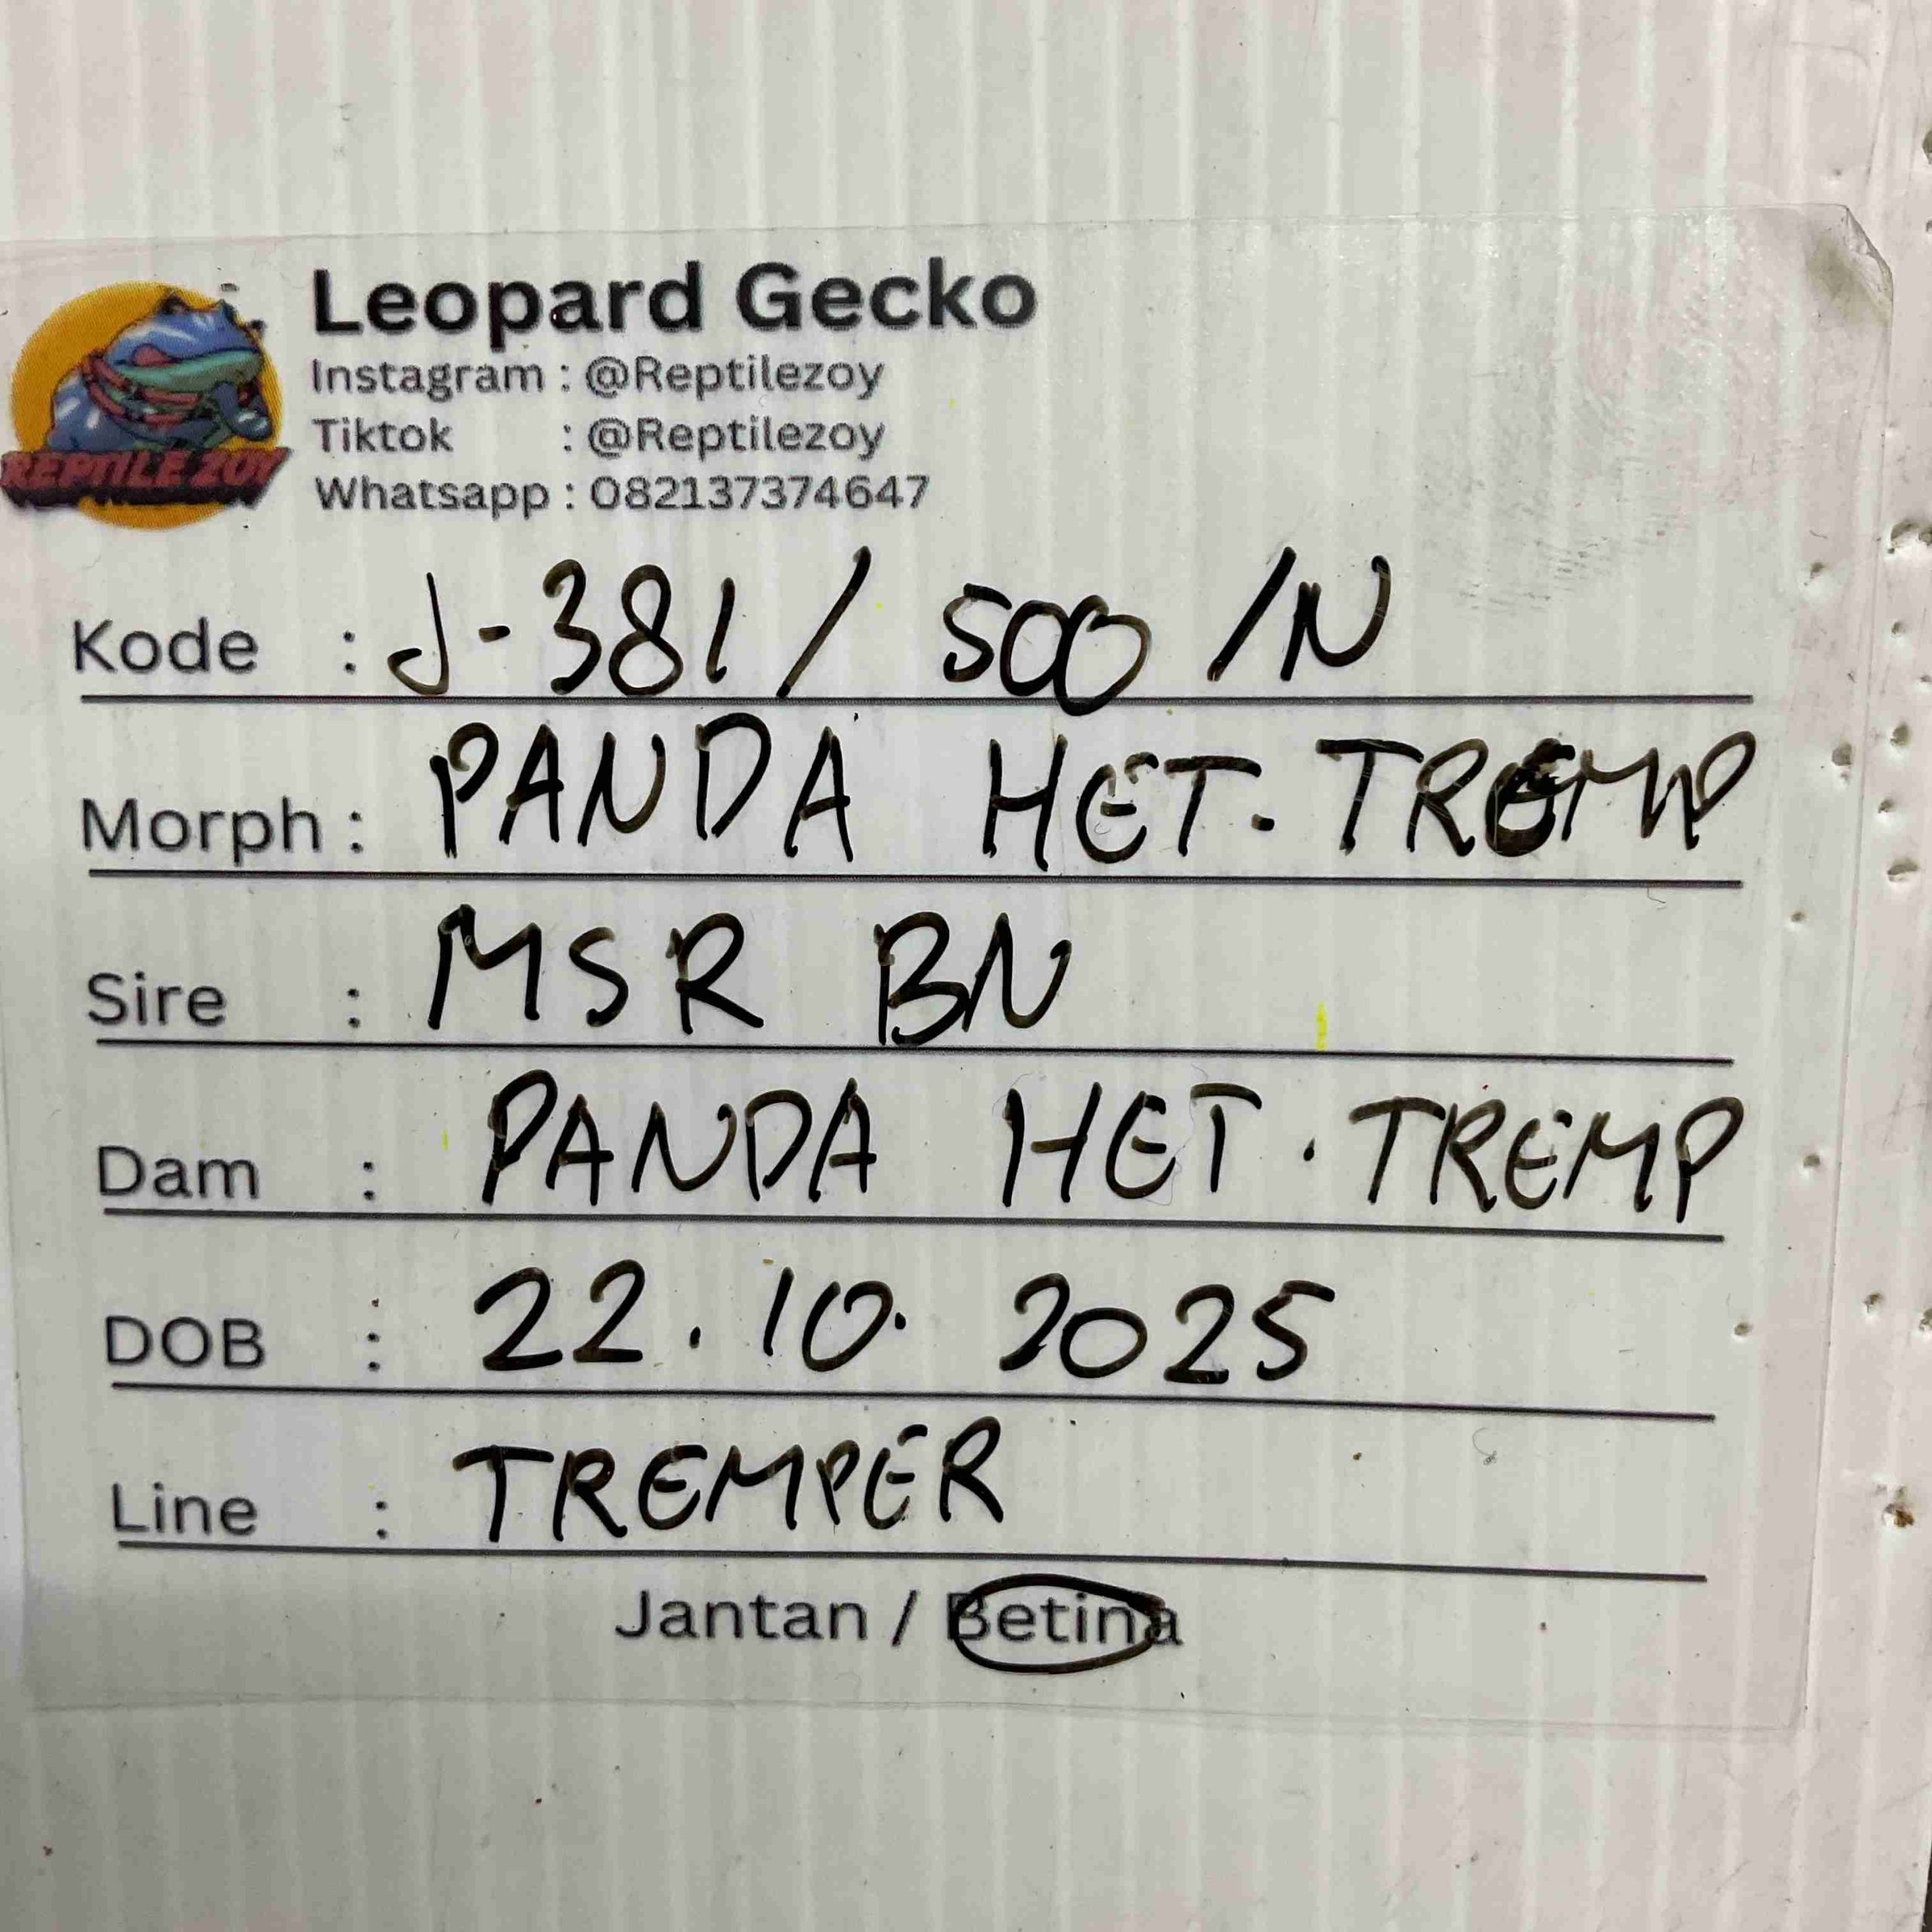 Leopard Gecko
Instagram : @Reptilezoy
Tiktok : @Reptilezoy
Whatsapp : 082137374647
REPTILE ZOY
Kode : J-381 / 500 /N
Morph : PANDA HET. TREMP
Sire : MSR BN
Dam : PANDA HET . TREMP
DOB : 22. 10. 2025
Line : TREMPER
Jantan / Betina